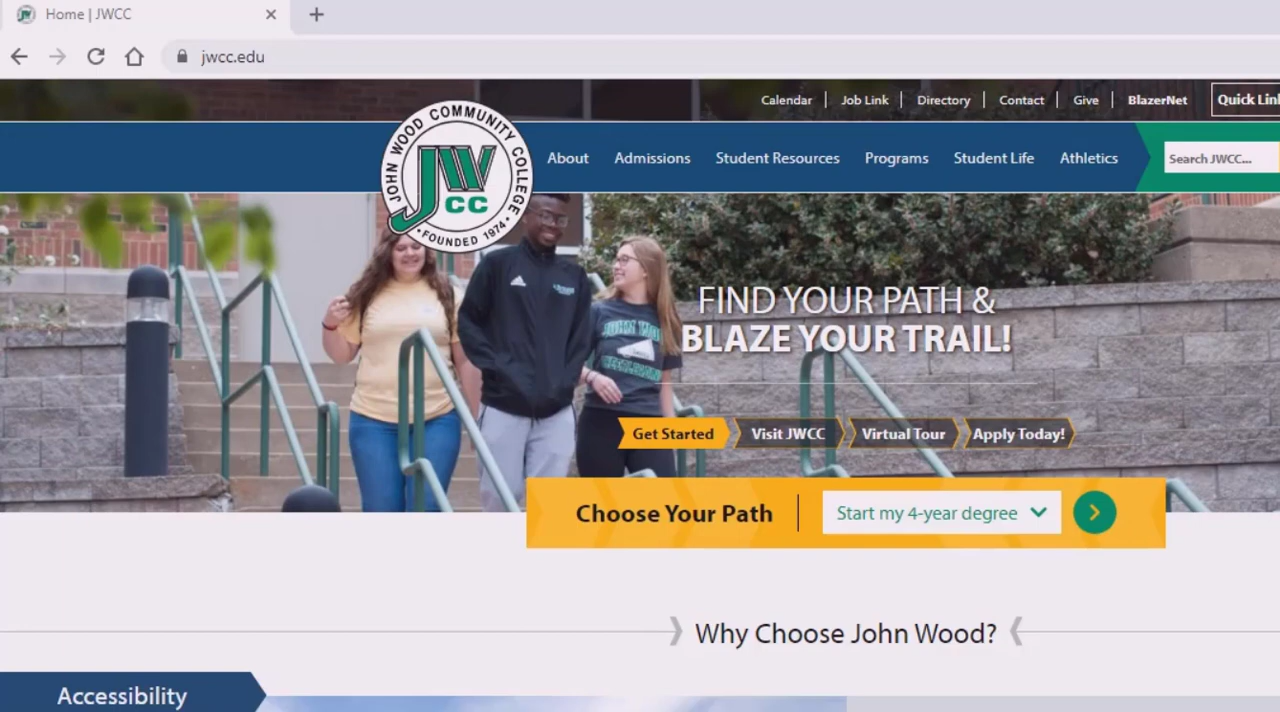 Home | JWCC
jwcc.edu
Calendar | Job Link | Directory | Contact | Give | BlazerNet
JOHN WOOD COMMUNITY COLLEGE
JW
CC
• FOUNDED 1974 •
About Admissions Student Resources Programs Student Life Athletics
Search JWCC...
FIND YOUR PATH &
BLAZE YOUR TRAIL!
Get Started Visit JWCC Virtual Tour Apply Today!
Choose Your Path | Start my 4-year degree
Why Choose John Wood?
Accessibility